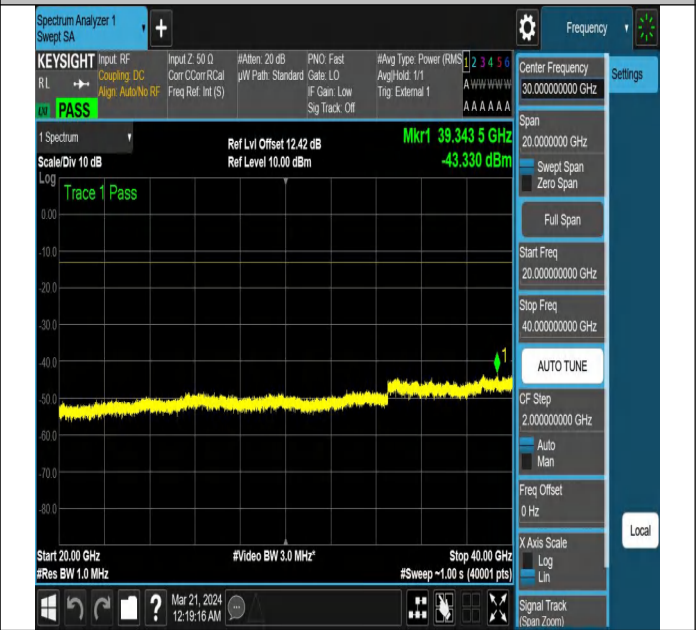 Spectrum Analyzer 1
Swept SA
+
Frequency
KEYSIGHT
RL
PASS
Input: RF
Coupling: DC
Align: Auto/No RF
Input Z: 50 Ω
Corr CCorr RCal
Freq Ref: Int (S)
#Atten: 20 dB
µW Path: Standard
PNO: Fast
Gate: LO
IF Gain: Low
Sig Track: Off
#Avg Type: Power (RMS
Avg|Hold: 1/1
Trig: External 1
1 2 3 4 5 6
A W W W W W
A A A A A A
Center Frequency
30.000000000 GHz
Settings
Span
20.0000000 GHz
Swept Span
Zero Span
Full Span
Start Freq
20.000000000 GHz
Stop Freq
40.000000000 GHz
AUTO TUNE
CF Step
2.000000000 GHz
Auto
Man
Freq Offset
0 Hz
X Axis Scale
Log
Lin
Signal Track
(Span Zoom)
Local
1 Spectrum
Scale/Div 10 dB
Ref Lvl Offset 12.42 dB
Ref Level 10.00 dBm
Mkr1 39.343 5 GHz
-43.330 dBm
Log
Trace 1 Pass
0.00
-10.0
-20.0
-30.0
-40.0
-50.0
-60.0
-70.0
-80.0
1
Start 20.00 GHz
#Res BW 1.0 MHz
#Video BW 3.0 MHz*
Stop 40.00 GHz
#Sweep ~1.00 s (40001 pts)
?
Mar 21, 2024
12:19:16 AM